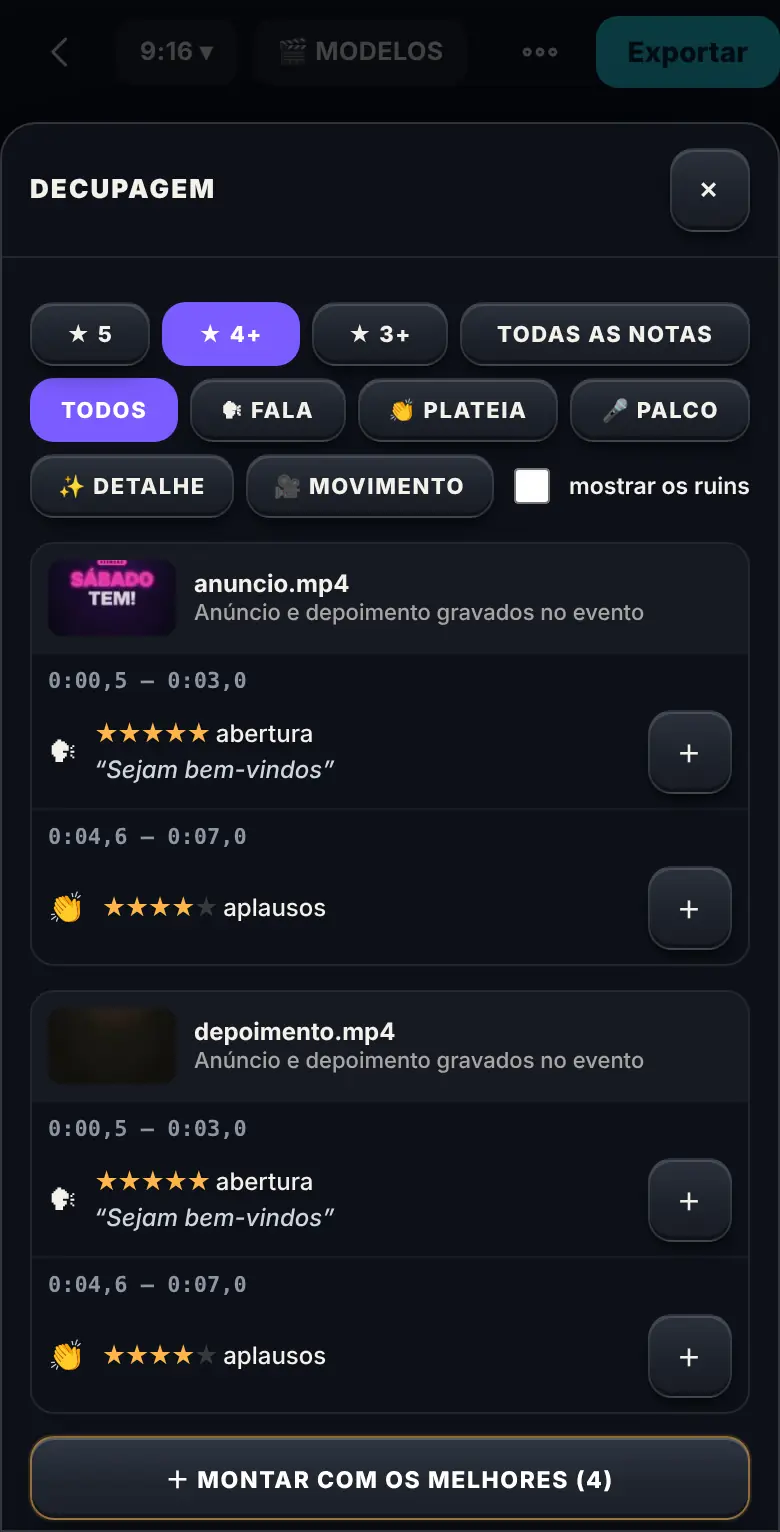 9:16 ▾ 🎬 MODELOS Exportar
DECUPAGEM ×
★ 5 ★ 4+ ★ 3+ TODAS AS NOTAS
TODOS 🗣 FALA 👏 PLATEIA 🎤 PALCO
✨ DETALHE 🎥 MOVIMENTO mostrar os ruins
SÁBADO
TEM!
anuncio.mp4
Anúncio e depoimento gravados no evento
0:00,5 — 0:03,0
🗣 ★★★★★ abertura
“Sejam bem-vindos”
+
0:04,6 — 0:07,0
👏 ★★★★★ aplausos
+
depoimento.mp4
Anúncio e depoimento gravados no evento
0:00,5 — 0:03,0
🗣 ★★★★★ abertura
“Sejam bem-vindos”
+
0:04,6 — 0:07,0
👏 ★★★★★ aplausos
+
+ MONTAR COM OS MELHORES (4)